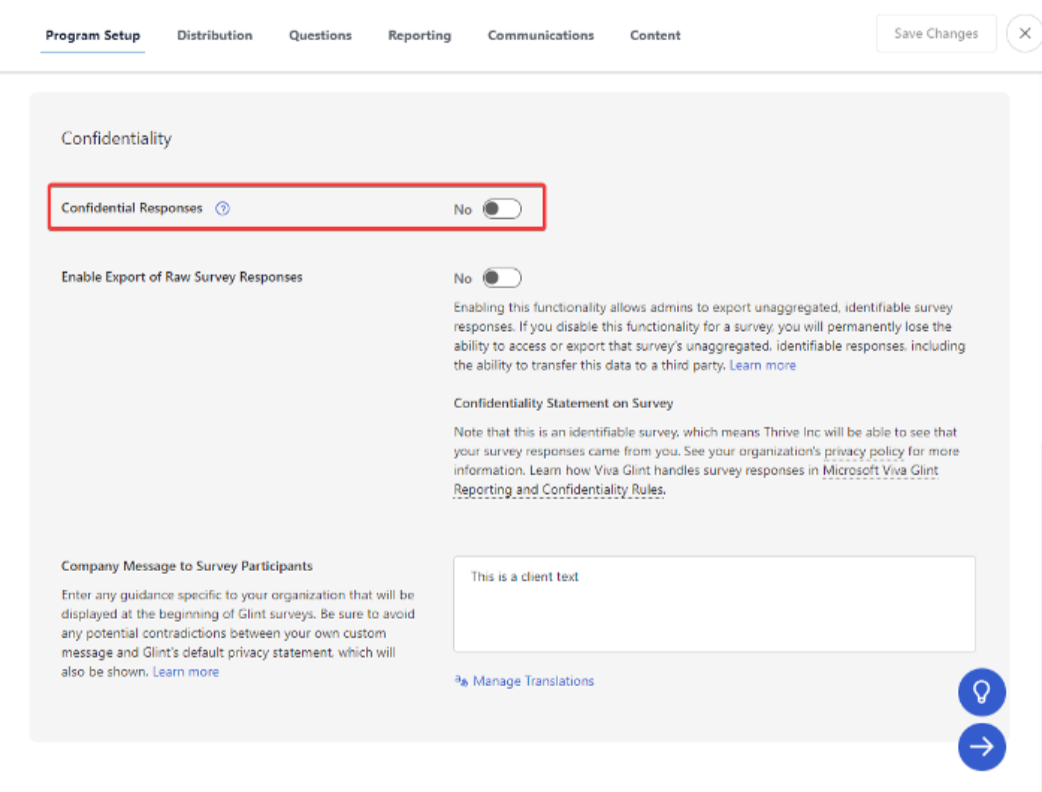 Program Setup Distribution Questions Reporting Communications Content Save Changes
Confidentiality
Confidential Responses No
Enable Export of Raw Survey Responses No
Enabling this functionality allows admins to export unaggregated, identifiable survey
responses. If you disable this functionality for a survey, you will permanently lose the
ability to access or export that survey's unaggregated, identifiable responses, including
the ability to transfer this data to a third party. Learn more
Confidentiality Statement on Survey
Note that this is an identifiable survey, which means Thrive Inc will be able to see that
your survey responses came from you. See your organization's privacy policy for more
information. Learn how Viva Glint handles survey responses in Microsoft Viva Glint
Reporting and Confidentiality Rules.
Company Message to Survey Participants
Enter any guidance specific to your organization that will be
displayed at the beginning of Glint surveys. Be sure to avoid
any potential contradictions between your own custom
message and Glint's default privacy statement, which will
also be shown. Learn more
This is a client text
Manage Translations